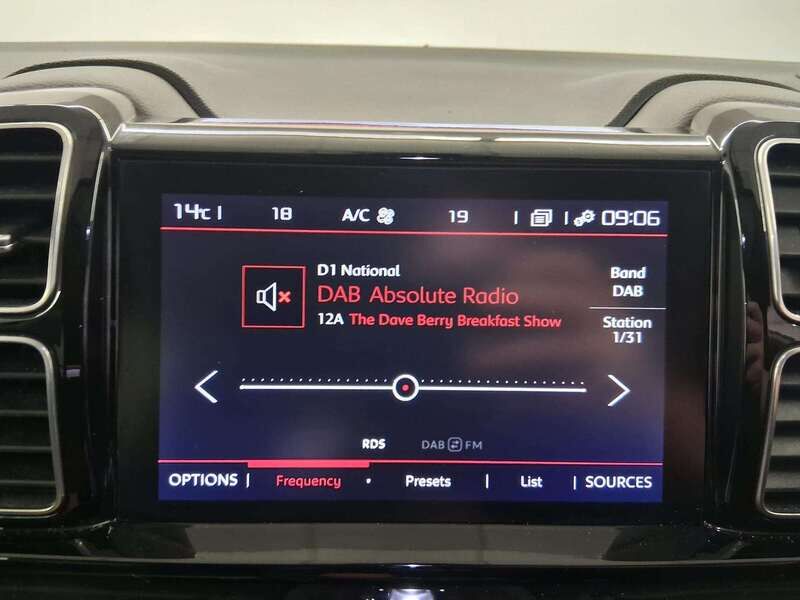 14°C | 18 A/C 19 | | 09:06
D1 National
DAB Absolute Radio
12A The Dave Berry Breakfast Show
Band
DAB
Station
1/31
RDS DAB FM
OPTIONS | Frequency • Presets | List | SOURCES